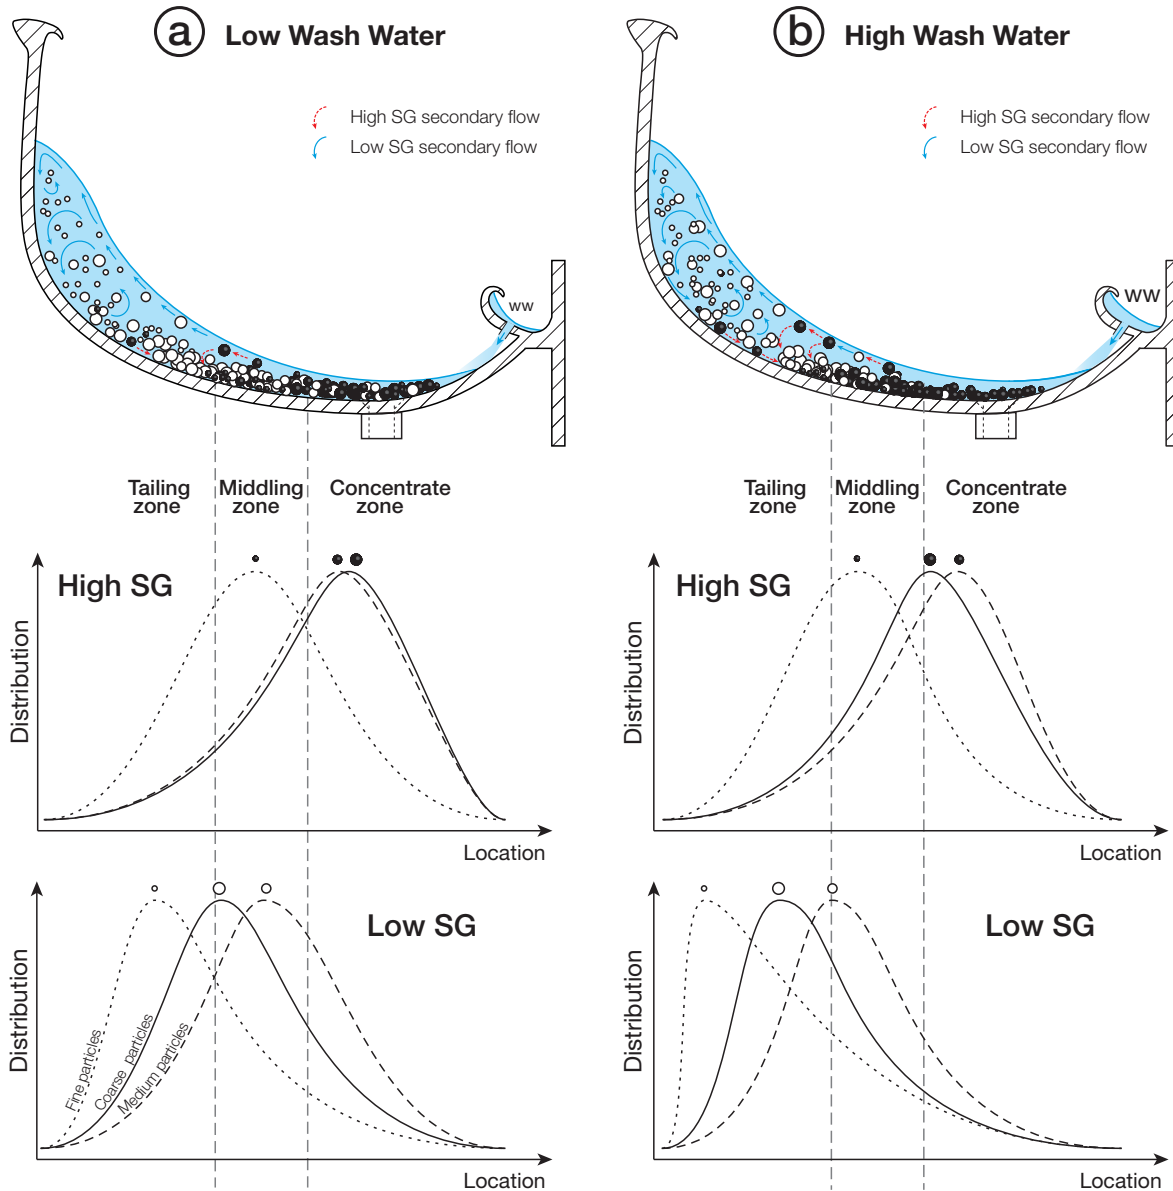 a Low Wash Water
High SG secondary flow
Low SG secondary flow
ww
Tailing zone
Middling zone
Concentrate zone
High SG
Distribution
Location
Low SG
Fine particles
Coarse particles
Medium particles
Distribution
Location
b High Wash Water
High SG secondary flow
Low SG secondary flow
ww
Tailing zone
Middling zone
Concentrate zone
High SG
Distribution
Location
Low SG
Distribution
Location